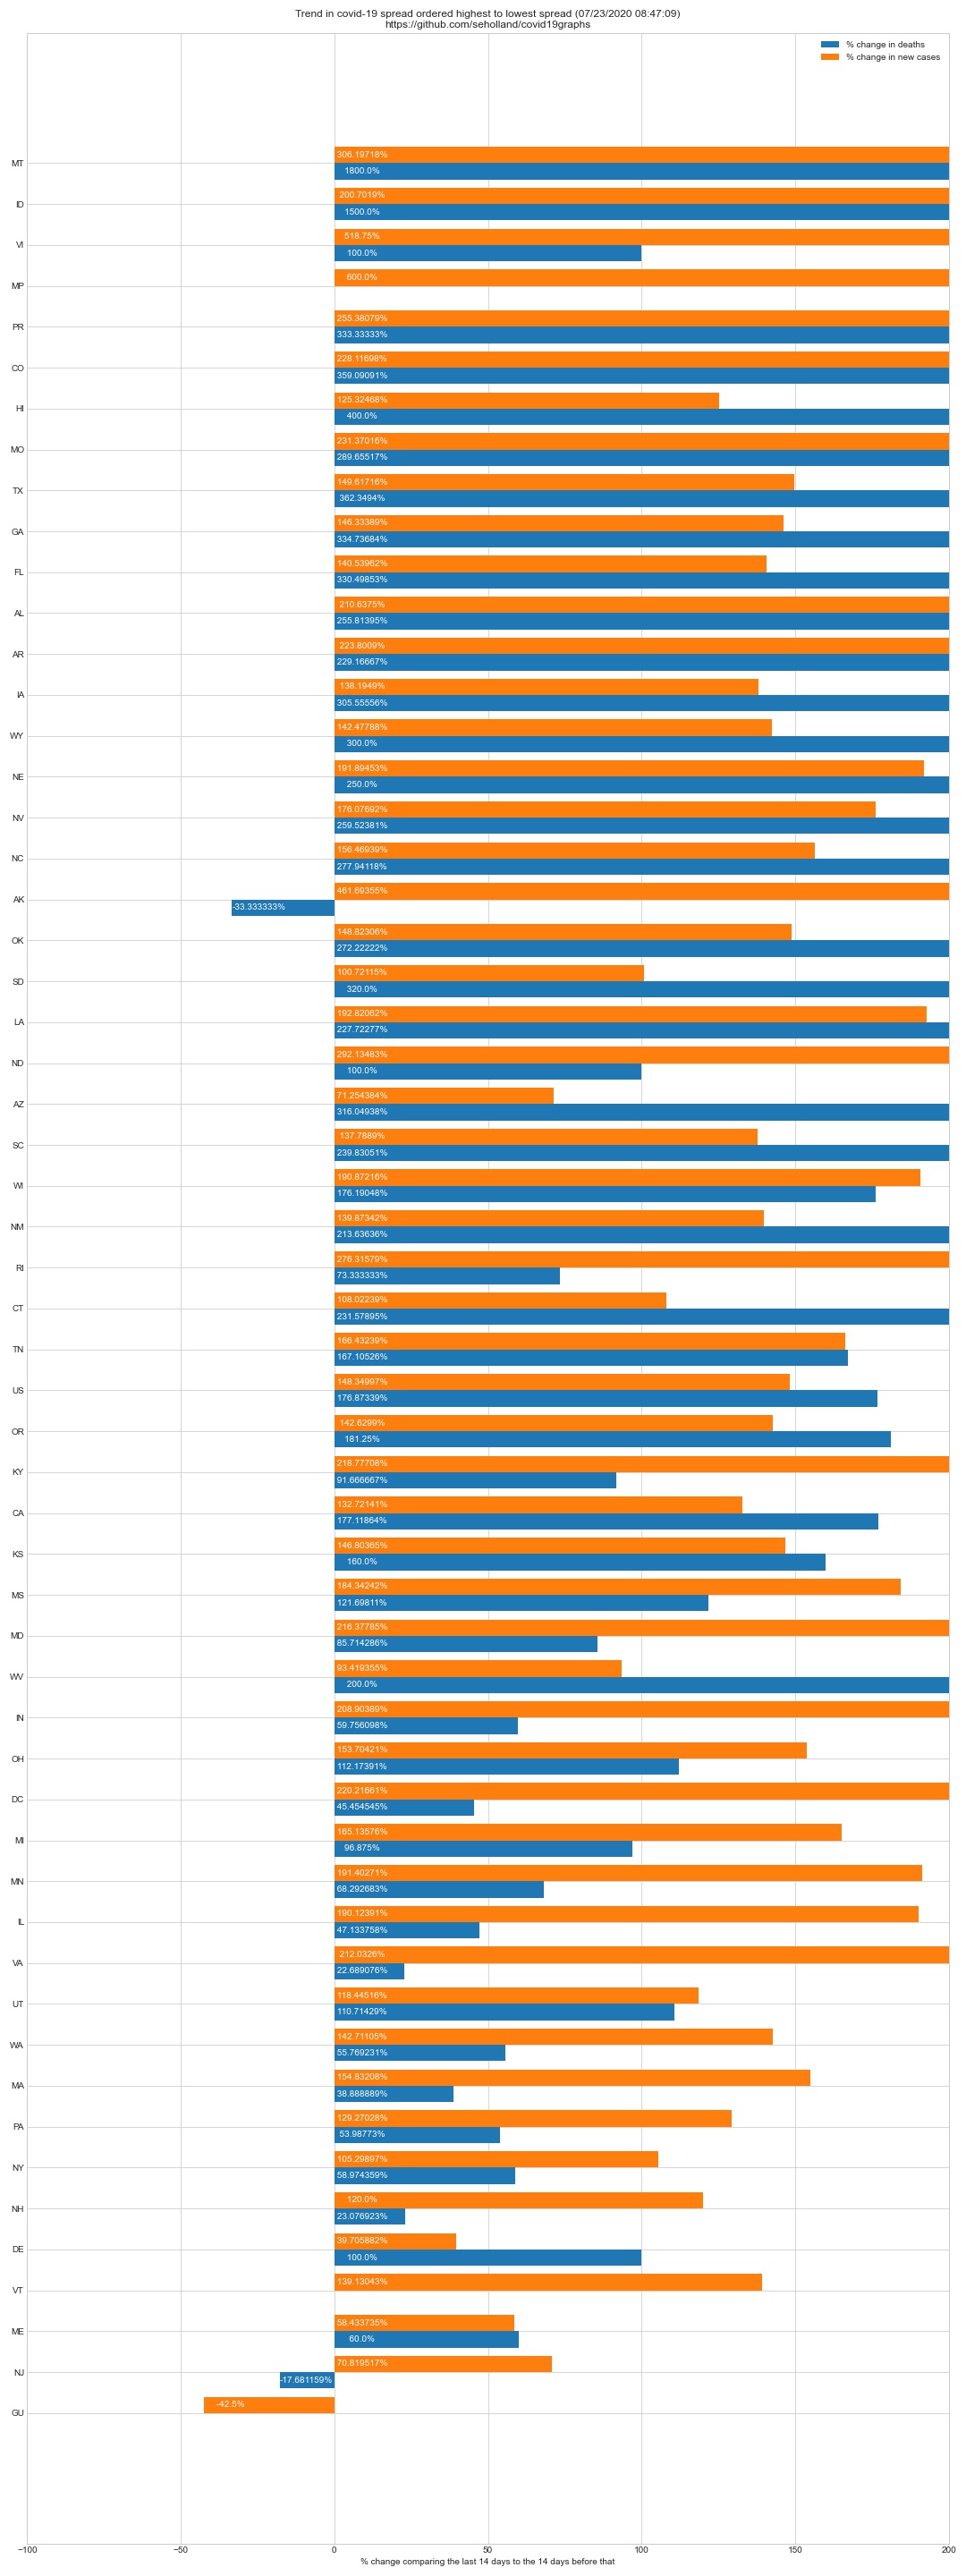 Trend in covid-19 spread ordered highest to lowest spread (07/23/2020 08:47:09)
https://github.com/seholland/covid19graphs
% change in deaths
% change in new cases
306.19718%
MT
1800.0%
200.7019%
ID
1500.0%
518.75%
VI
100.0%
600.0%
MP
255.38079%
PR
333.33333%
228.11698%
CO
359.09091%
125.32468%
HI
400.0%
231.37016%
MO
289.65517%
149.61716%
TX
362.3494%
146.33389%
GA
334.73684%
140.53962%
FL
330.49853%
210.6375%
AL
255.81395%
223.8009%
AR
229.16667%
138.1949%
IA
305.55556%
142.47788%
WY
300.0%
191.89453%
NE
250.0%
176.07692%
NV
259.52381%
156.46939%
NC
277.94118%
461.69355%
AK
-33.333333%
148.82306%
OK
272.22222%
100.72115%
SD
320.0%
192.82062%
LA
227.72277%
292.13483%
ND
100.0%
71.254384%
AZ
316.04938%
137.7889%
SC
239.83051%
190.87216%
WI
176.19048%
139.87342%
NM
213.63636%
276.31579%
RI
73.333333%
108.02239%
CT
231.57895%
166.43239%
TN
167.10526%
148.34997%
US
176.87339%
142.6299%
OR
181.25%
218.77708%
KY
91.666667%
132.72141%
CA
177.11864%
146.80365%
KS
160.0%
184.34242%
MS
121.69811%
216.37785%
MD
85.714286%
93.419355%
WV
200.0%
208.90389%
IN
59.756098%
153.70421%
OH
112.17391%
220.21661%
DC
45.454545%
165.13576%
MI
96.875%
191.40271%
MN
68.292683%
190.12391%
IL
47.133758%
212.0326%
VA
22.689076%
118.44516%
UT
110.71429%
142.71105%
WA
55.769231%
154.83208%
MA
38.888889%
129.27028%
PA
53.98773%
105.29897%
NY
58.974359%
120.0%
NH
23.076923%
39.705882%
DE
100.0%
139.13043%
VT
58.433735%
ME
60.0%
70.819517%
NJ
-17.681159%
-42.5%
GU
−100 −50 0 50 100 150 200
% change comparing the last 14 days to the 14 days before that